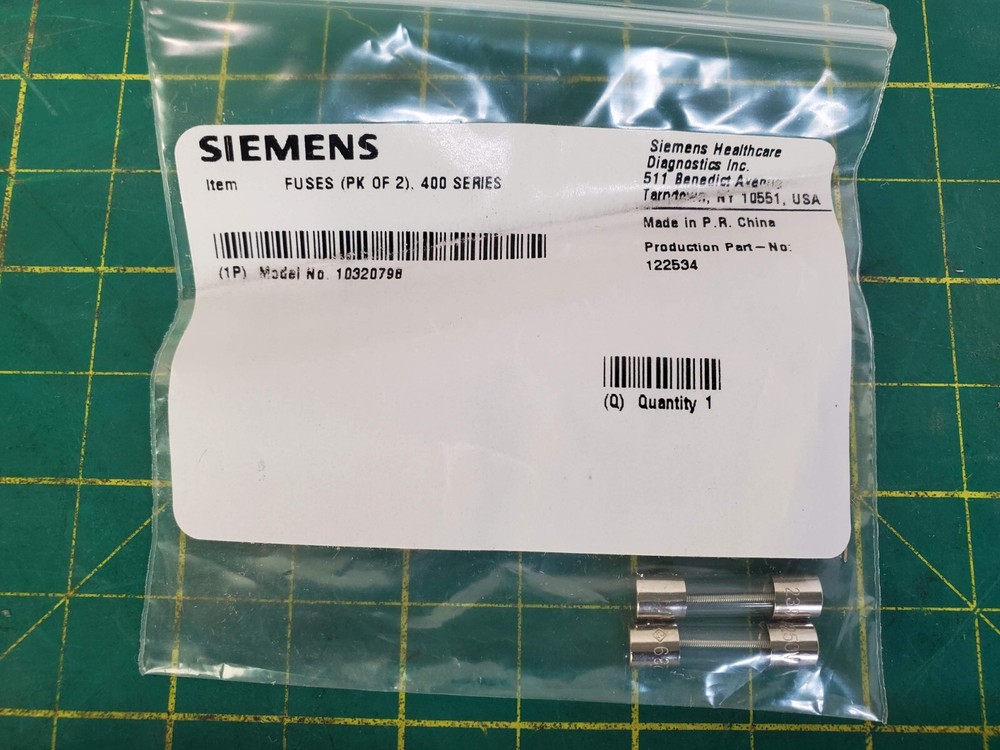 SIEMENS
Item FUSES (PK OF 2), 400 SERIES
(1P) Model No. 10320798
Siemens Healthcare
Diagnostics Inc.
511 Benedict Avenue
Tarrytown, NY 10551, USA
Made in P.R. China
Production Part-No:
122534
(Q) Quantity 1